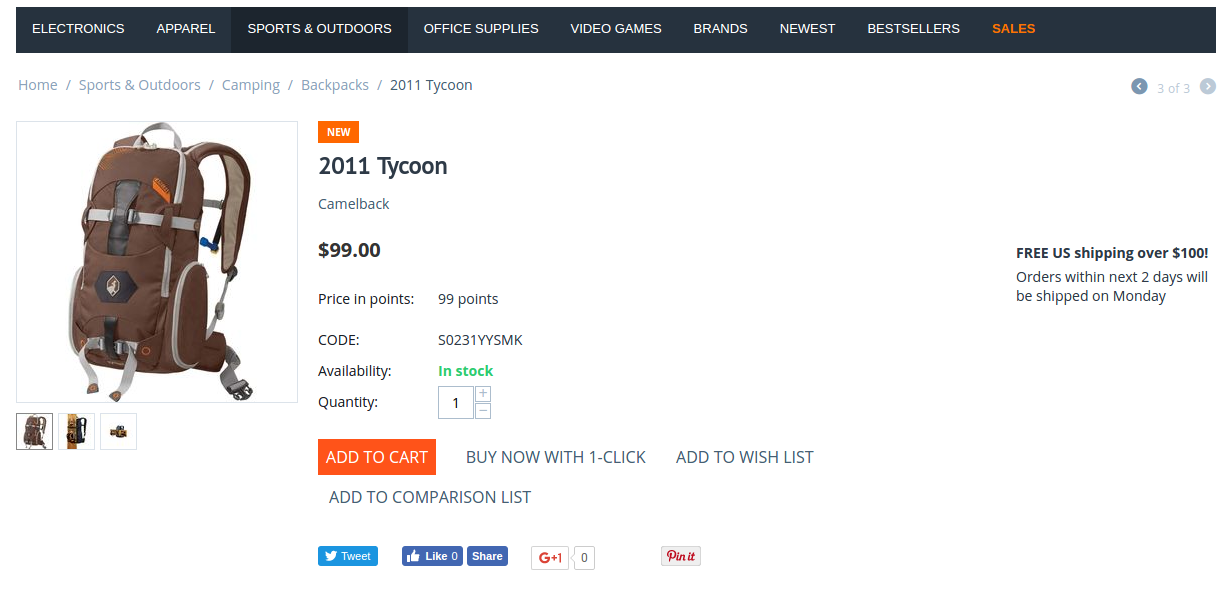 ELECTRONICS APPAREL SPORTS & OUTDOORS OFFICE SUPPLIES VIDEO GAMES BRANDS NEWEST BESTSELLERS SALES
Home / Sports & Outdoors / Camping / Backpacks / 2011 Tycoon
3 of 3
NEW
2011 Tycoon
Camelback
$99.00
FREE US shipping over $100!
Orders within next 2 days will
be shipped on Monday
Price in points: 99 points
CODE: S0231YYSMK
Availability: In stock
Quantity: 1 + −
ADD TO CART BUY NOW WITH 1-CLICK ADD TO WISH LIST
ADD TO COMPARISON LIST
Tweet Like 0 Share G+1 0 Pin it